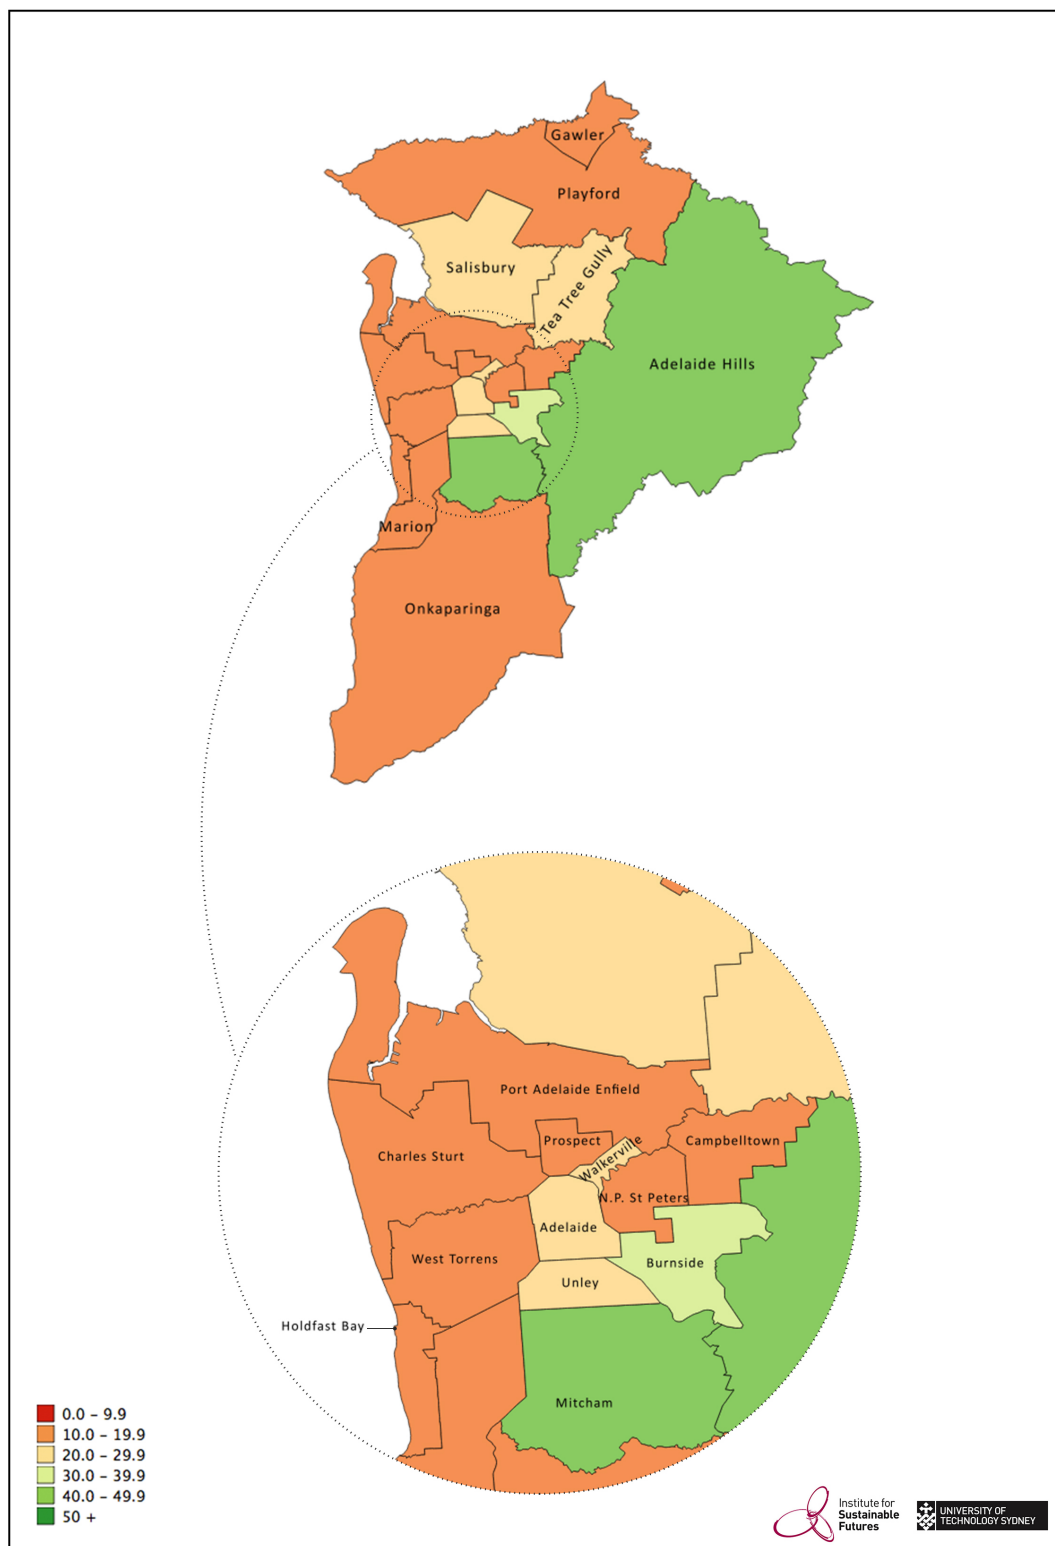 Gawler
Playford
Salisbury
Tea Tree Gully
Adelaide Hills
Marion
Onkaparinga
Port Adelaide Enfield
Prospect
Walkerville
Campbelltown
Charles Sturt
N.P. St Peters
Adelaide
West Torrens
Burnside
Unley
Holdfast Bay
Mitcham
0.0 – 9.9
10.0 – 19.9
20.0 – 29.9
30.0 – 39.9
40.0 – 49.9
50 +
Institute for
Sustainable
Futures
UNIVERSITY OF
TECHNOLOGY SYDNEY